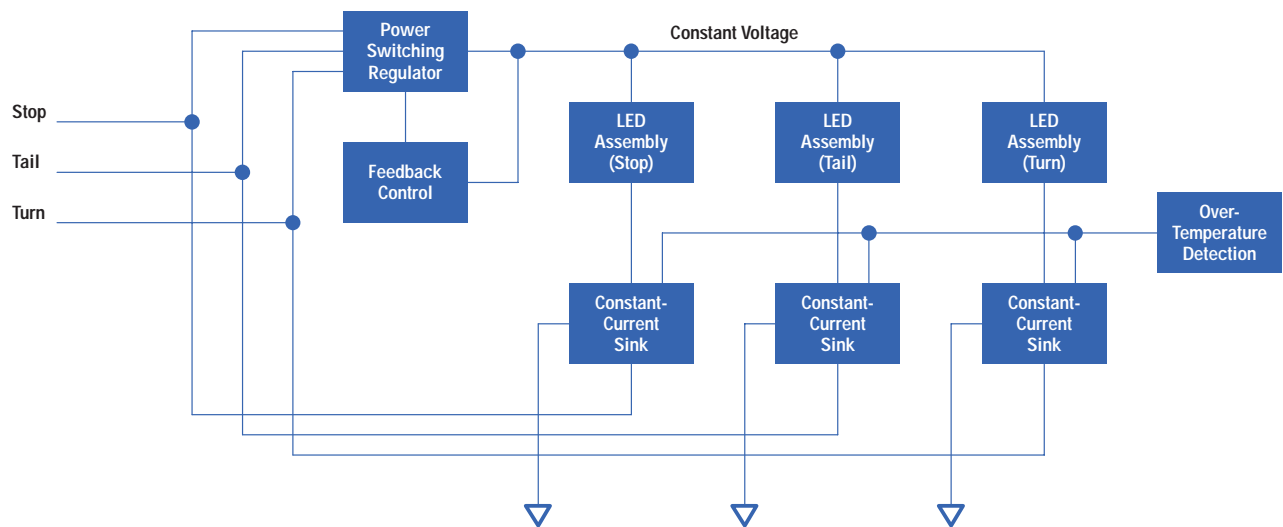 Power
Switching
Regulator
Constant Voltage
Stop
Tail
Turn
Feedback
Control
LED
Assembly
(Stop)
LED
Assembly
(Tail)
LED
Assembly
(Turn)
Over-
Temperature
Detection
Constant-
Current
Sink
Constant-
Current
Sink
Constant-
Current
Sink